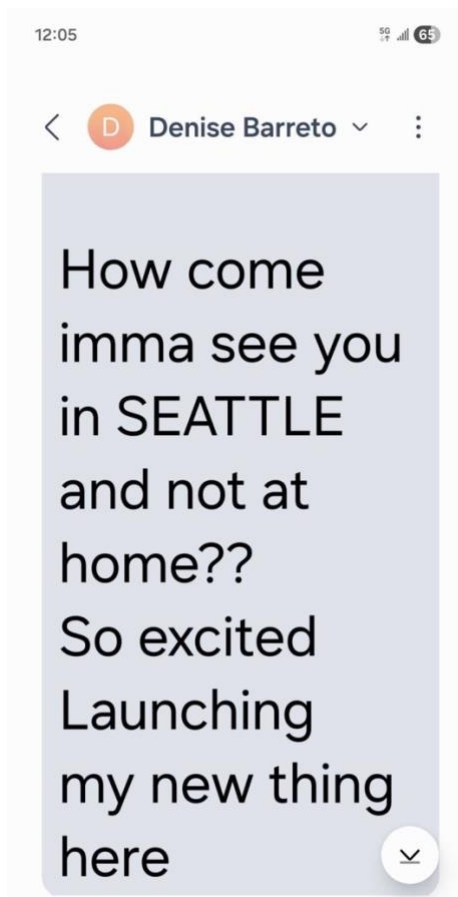 12:05
5G
65
D
Denise Barreto
How come
imma see you
in SEATTLE
and not at
home??
So excited
Launching
my new thing
here